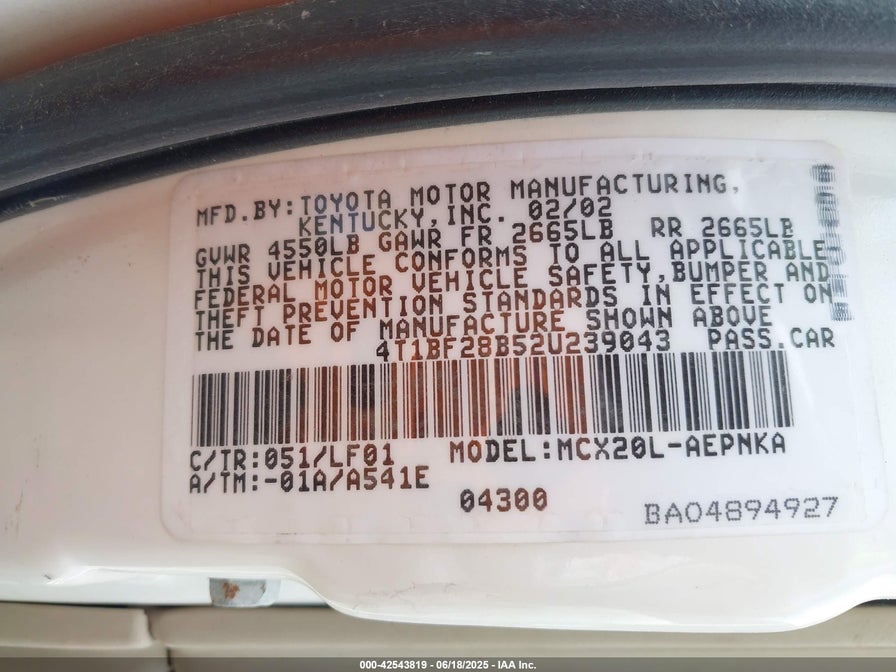 MFD.BY:TOYOTA MOTOR MANUFACTURING,
KENTUCKY,INC. 02/02
GVWR 4550LB GAWR FR 2665LB RR 2665LB
THIS VEHICLE CONFORMS TO ALL APPLICABLE
FEDERAL MOTOR VEHICLE SAFETY,BUMPER AND
THEFT PREVENTION STANDARDS IN EFFECT ON
THE DATE OF MANUFACTURE SHOWN ABOVE
4T1BF28B52U239043 PASS.CAR
C/TR:051/LF01 MODEL:MCX20L-AEPNKA
A/TM:-01A/A541E
04300
BA04894927
000-42543819 - 06/18/2025 - IAA Inc.